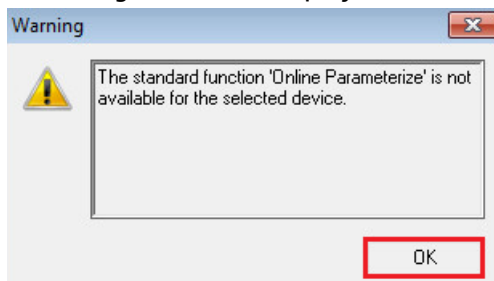 Warning
The standard function 'Online Parameterize' is not
available for the selected device.
OK